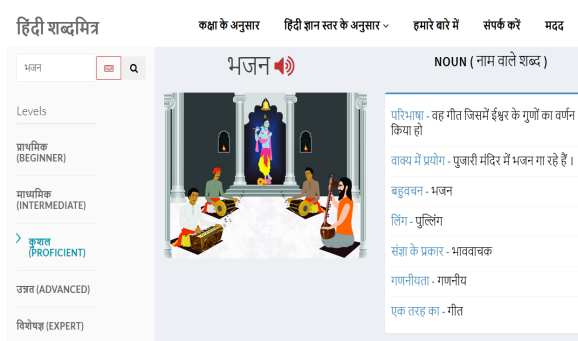 हिंदी शब्दमित्र
कक्षा के अनुसार हिंदी ज्ञान स्तर के अनुसार हमारे बारे में संपर्क करें मदद
भजन
Levels
प्राथमिक
(BEGINNER)
माध्यमिक
(INTERMEDIATE)
कुशल
(PROFICIENT)
उन्नत (ADVANCED)
विशेषज्ञ (EXPERT)
भजन
NOUN ( नाम वाले शब्द )
परिभाषा - वह गीत जिसमें ईश्वर के गुणों का वर्णन
किया हो
वाक्य में प्रयोग - पुजारी मंदिर में भजन गा रहे हैं ।
बहुवचन - भजन
लिंग - पुल्लिंग
संज्ञा के प्रकार - भाववाचक
गणनीयता - गणनीय
एक तरह का - गीत